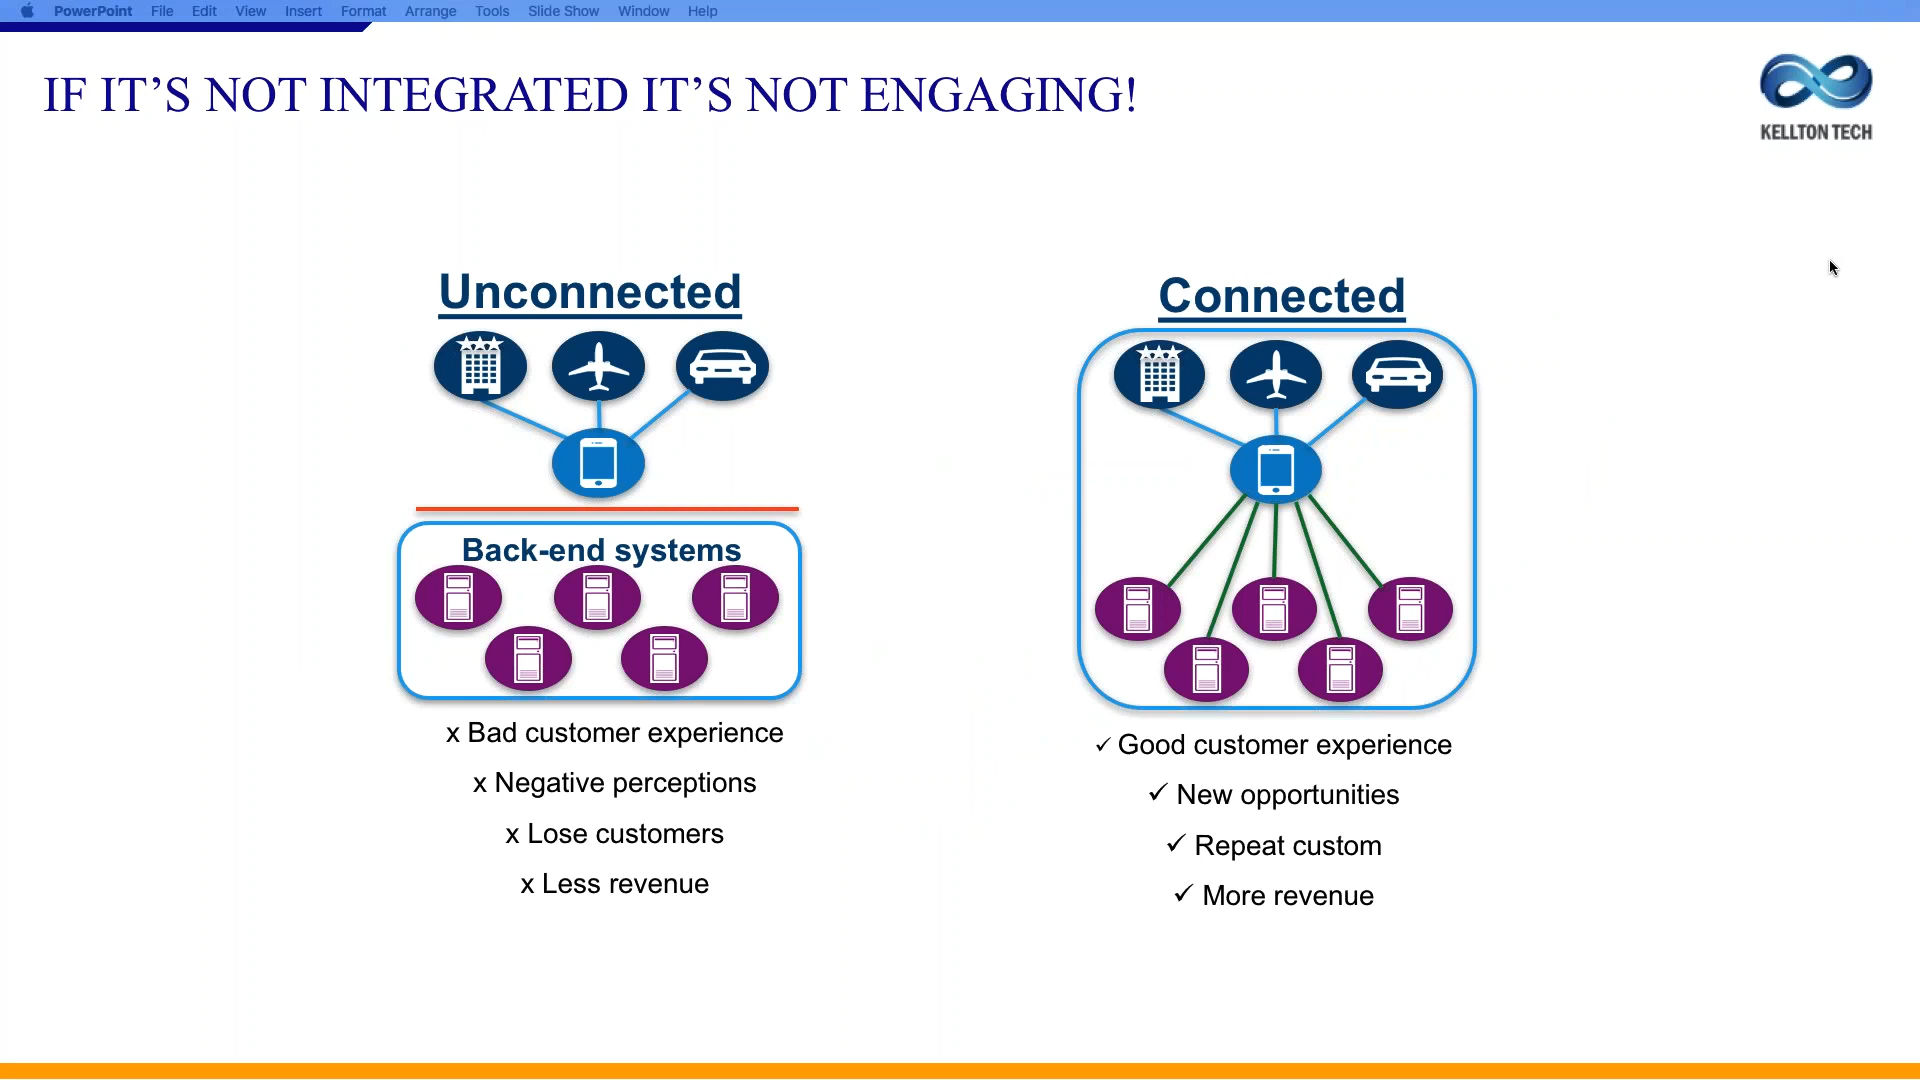 PowerPoint File Edit View Insert Format Arrange Tools Slide Show Window Help
IF IT’S NOT INTEGRATED IT’S NOT ENGAGING!
KELLTON TECH
Unconnected
Back-end systems
x Bad customer experience
x Negative perceptions
x Lose customers
x Less revenue
Connected
✓ Good customer experience
✓ New opportunities
✓ Repeat custom
✓ More revenue